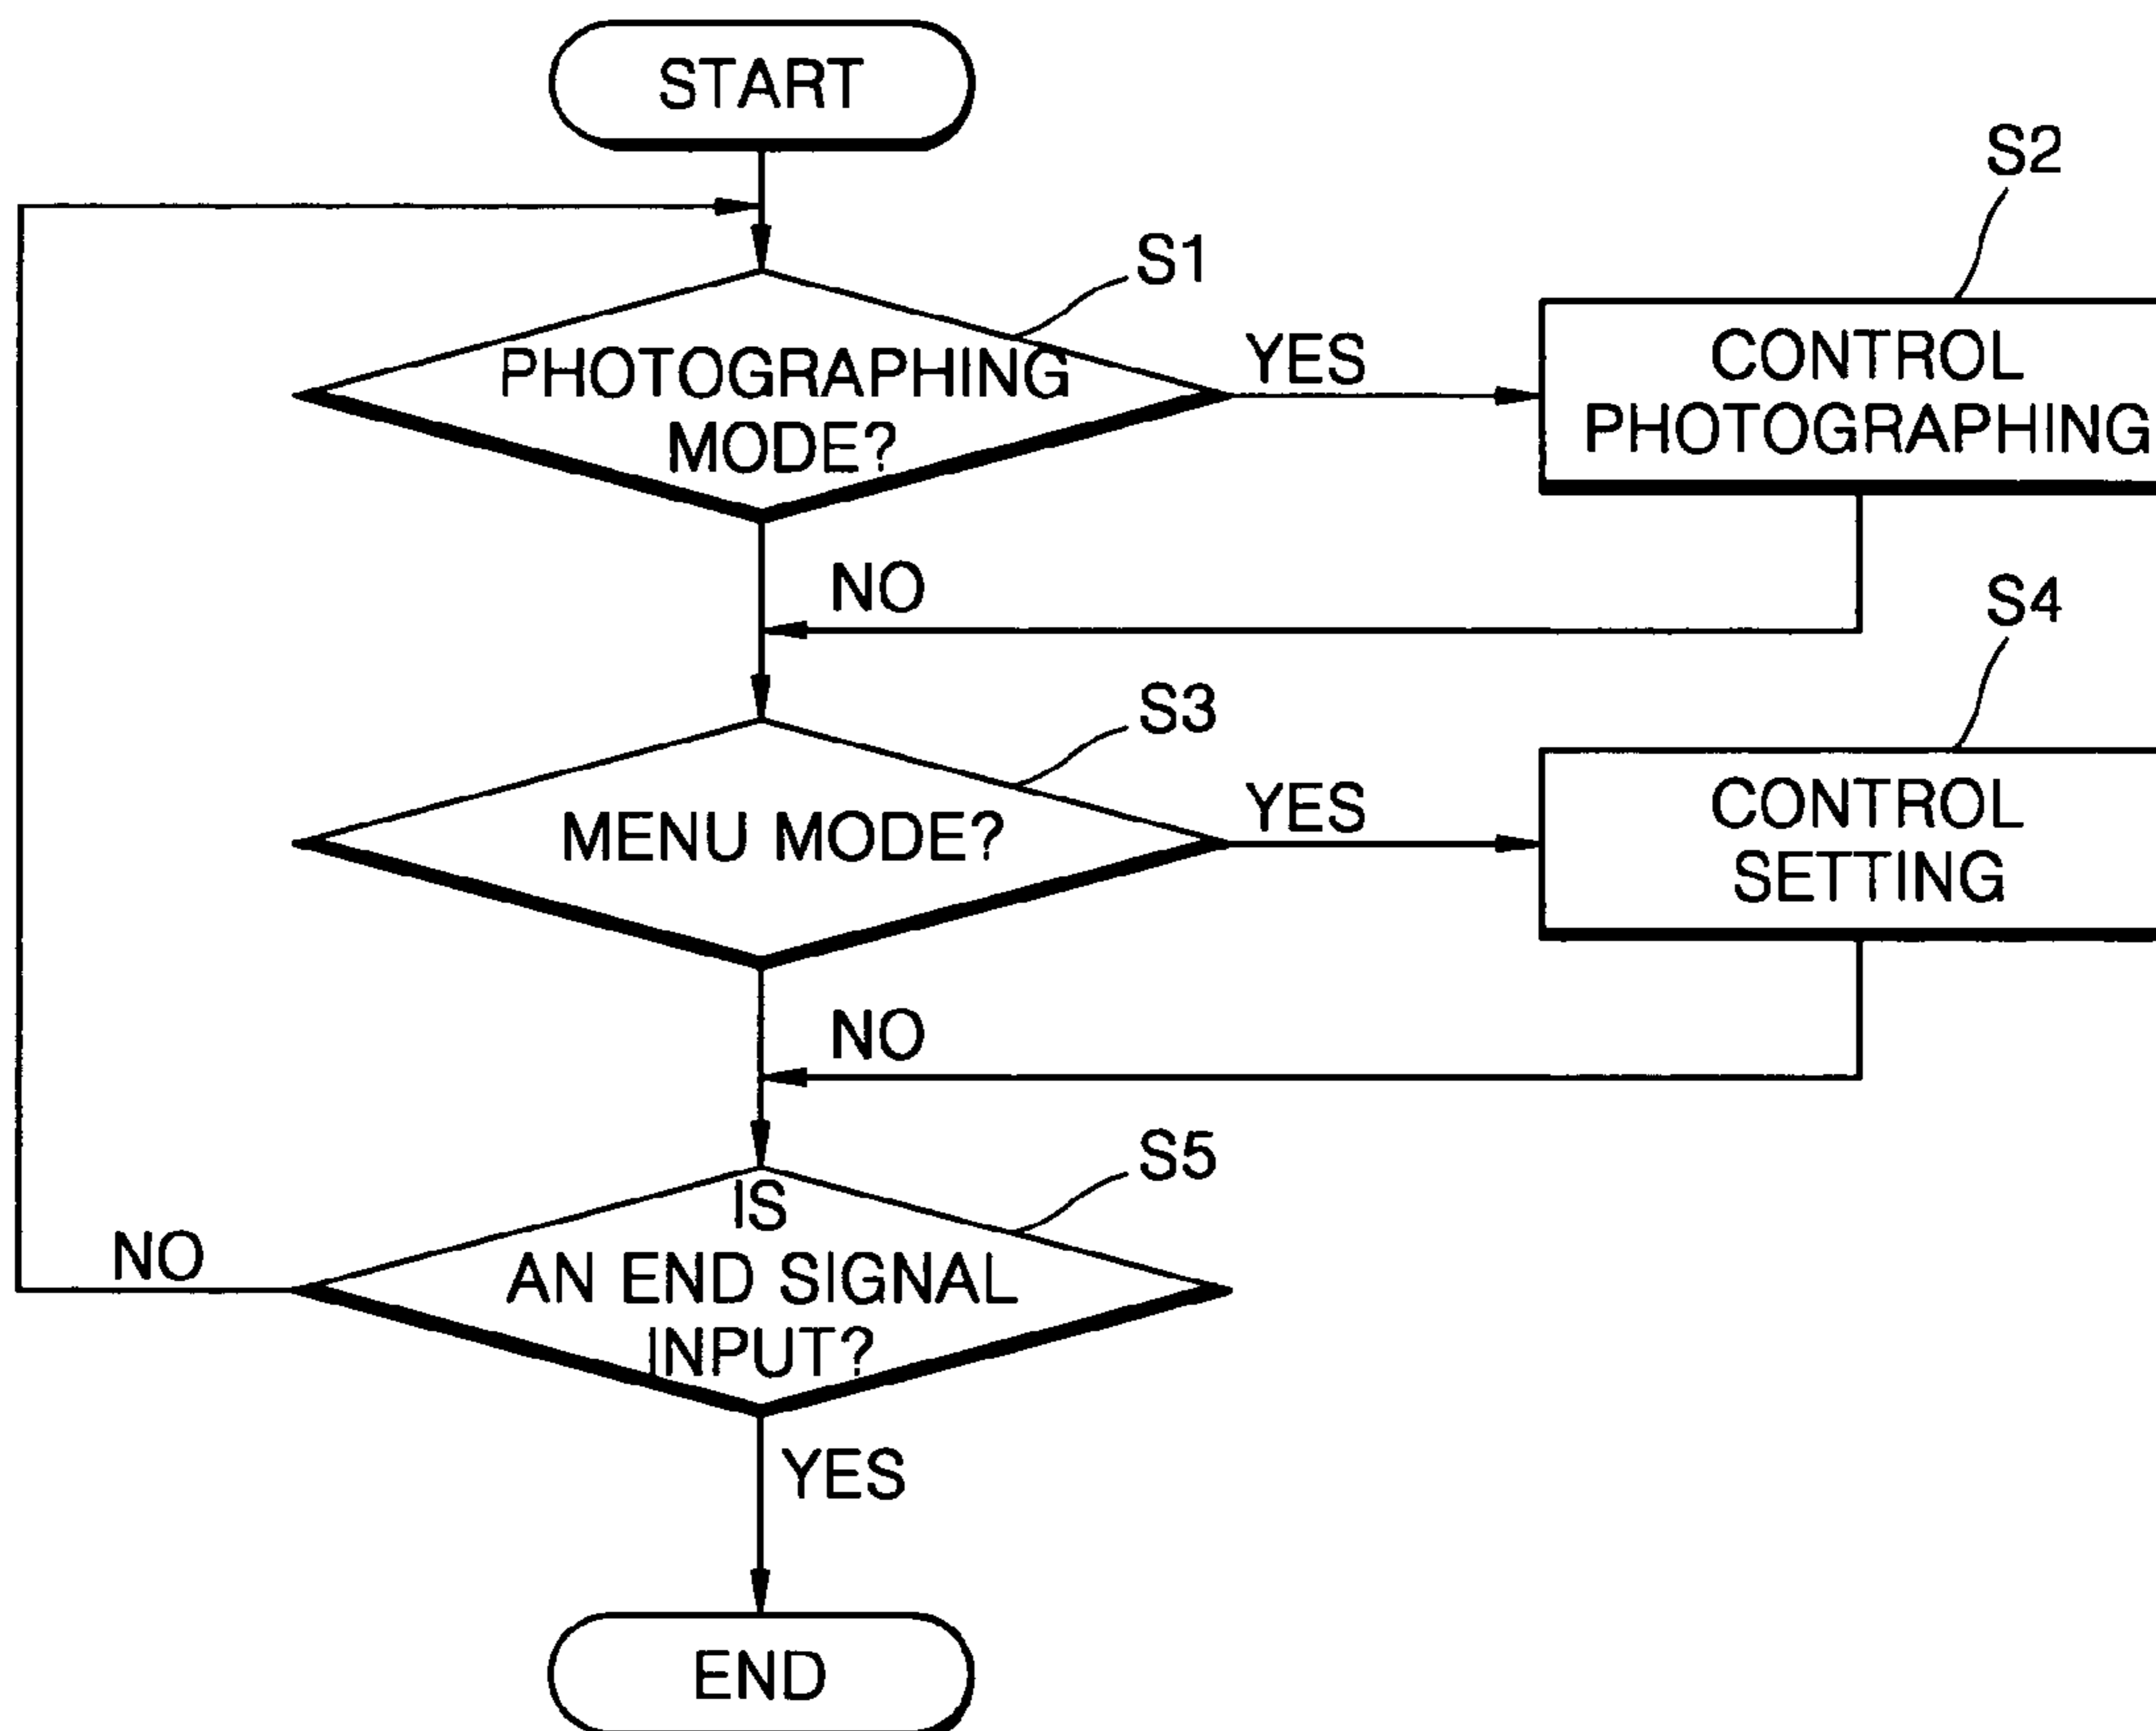 START
S2
S1
PHOTOGRAPHING
MODE?
YES
CONTROL
PHOTOGRAPHING
NO
S4
S3
MENU MODE?
YES
CONTROL
SETTING
NO
S5
IS
AN END SIGNAL
INPUT?
NO
YES
END